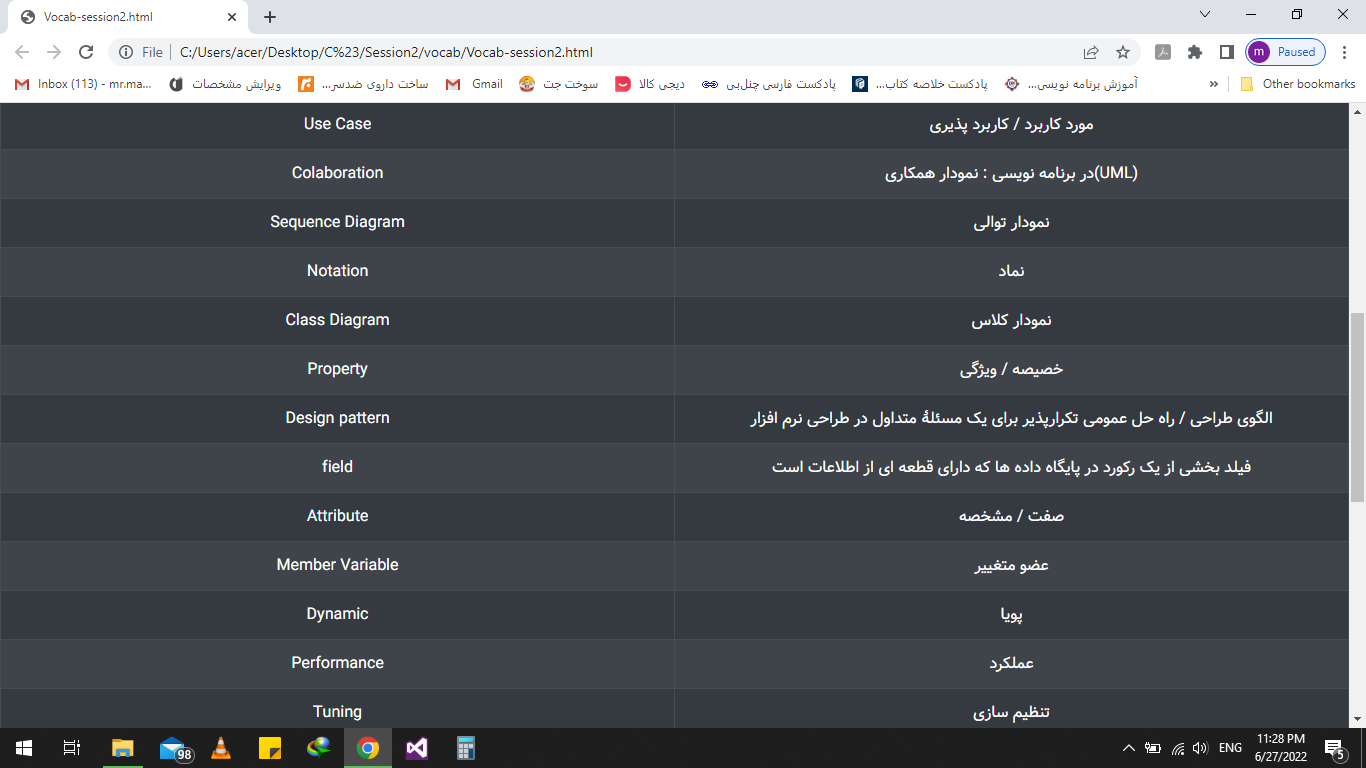 Vocab-session2.html
File C:/Users/acer/Desktop/C%23/Session2/vocab/Vocab-session2.html m Paused
Inbox (113) - mr.ma... ویرایش مشخصات ساخت داروی ضدسر... Gmail سوخت جت دیجی کالا پادکست فارسی چنل‌بی پادکست خلاصه کتاب... آموزش برنامه نویسی... » Other bookmarks
Use Case مورد کاربرد / کاربرد پذیری
Colaboration در برنامه نویسی : نمودار همکاری(UML)
Sequence Diagram نمودار توالی
Notation نماد
Class Diagram نمودار کلاس
Property خصیصه / ویژگی
Design pattern الگوی طراحی / راه حل عمومی تکرارپذیر برای یک مسئلهٔ متداول در طراحی نرم افزار
field فیلد بخشی از یک رکورد در پایگاه داده ها که دارای قطعه ای از اطلاعات است
Attribute صفت / مشخصه
Member Variable عضو متغییر
Dynamic پویا
Performance عملکرد
Tuning تنظیم سازی
98 ENG 11:28 PM 5
6/27/2022